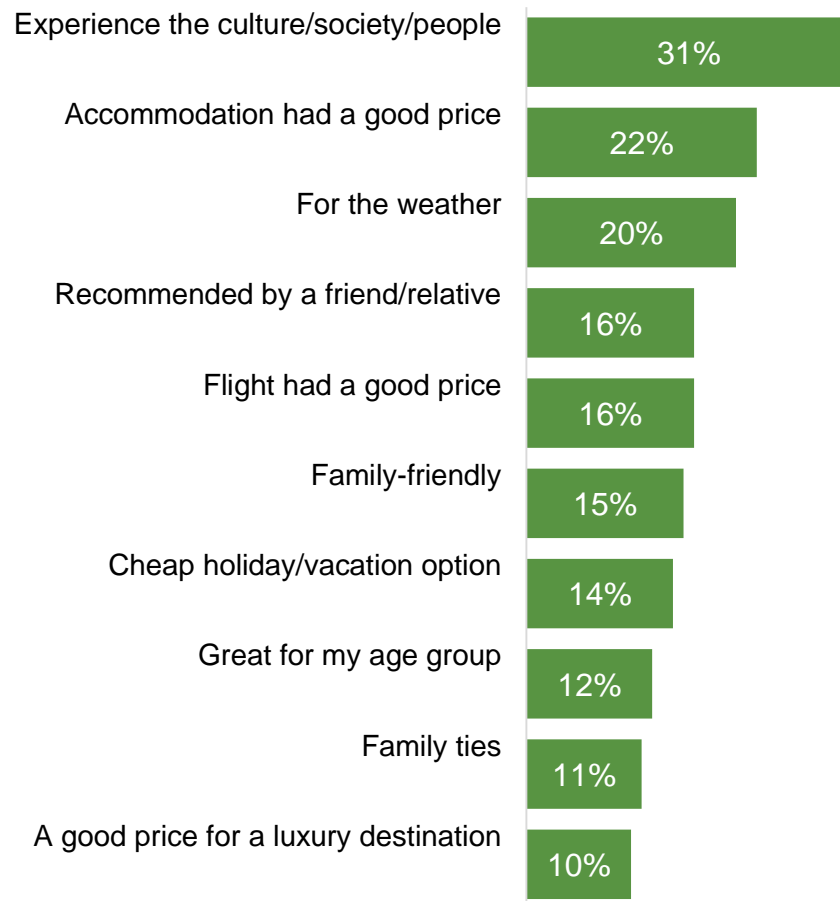 Experience the culture/society/people
31%
Accommodation had a good price
22%
For the weather
20%
Recommended by a friend/relative
16%
Flight had a good price
16%
Family-friendly
15%
Cheap holiday/vacation option
14%
Great for my age group
12%
Family ties
11%
A good price for a luxury destination
10%